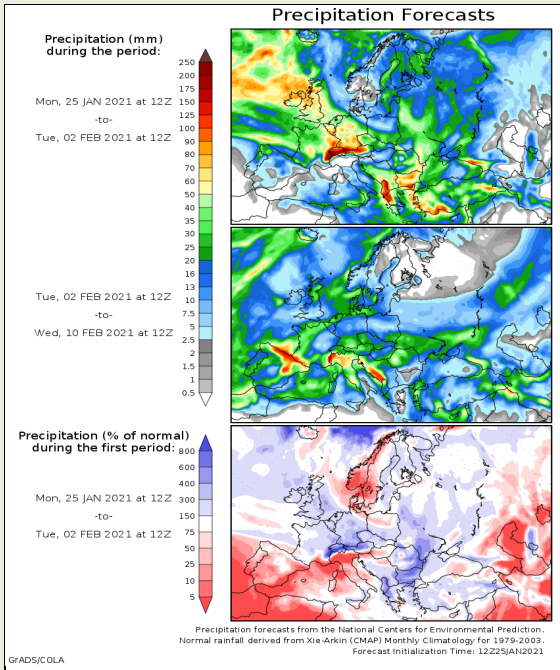 Precipitation Forecasts
Precipitation (mm)
during the period:
Mon, 25 JAN 2021 at 12Z
-to-
Tue, 02 FEB 2021 at 12Z
250
200
175
150
125
100
90
80
70
60
50
40
35
30
25
20
16
13
10
7.5
5
2.5
2
1.5
1
0.5
Tue, 02 FEB 2021 at 12Z
-to-
Wed, 10 FEB 2021 at 12Z
Precipitation (% of normal)
during the first period:
Mon, 25 JAN 2021 at 12Z
-to-
Tue, 02 FEB 2021 at 12Z
800
600
400
300
150
75
50
25
10
5
Precipitation forecasts from the National Centers for Environmental Prediction.
Normal rainfall derived from Xie-Arkin (CMAP) Monthly Climatology for 1979-2003.
Forecast Initialization Time: 12Z25JAN2021
GrADS/COLA